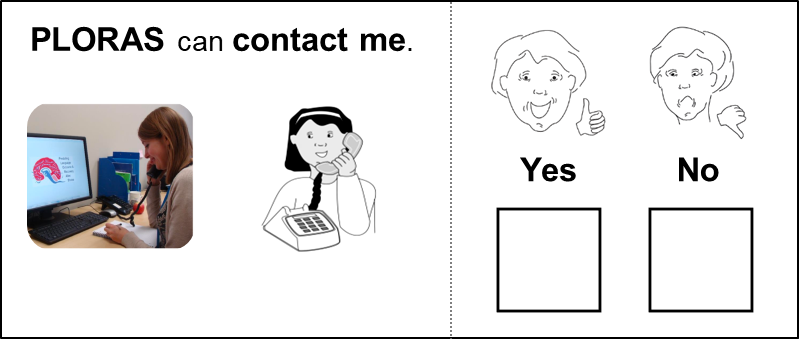 PLORAS can contact me.
Yes
No